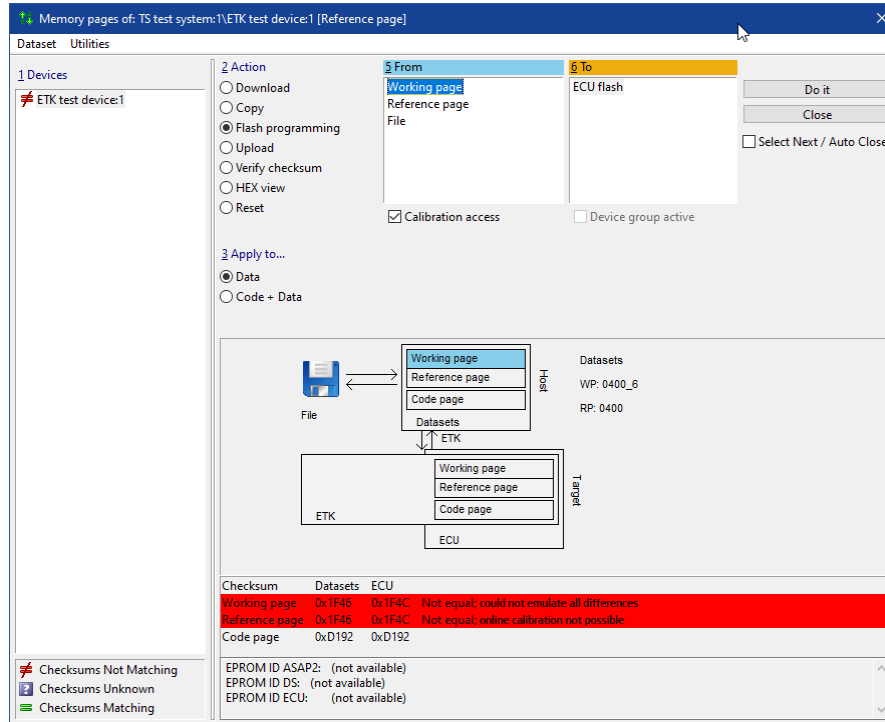 Memory pages of: TS test system:1\ETK test device:1 [Reference page]
Dataset Utilities
1 Devices
ETK test device:1
2 Action
Download
Copy
Flash programming
Upload
Verify checksum
HEX view
Reset
5 From
Working page
Reference page
File
6 To
ECU flash
Do it
Close
Select Next / Auto Close
Calibration access
Device group active
3 Apply to...
Data
Code + Data
File
Working page
Reference page
Code page
Datasets
Host
ETK
Datasets
WP: 0400_6
RP: 0400
Working page
Reference page
Code page
ETK
ECU
Target
Checksum Datasets ECU
Working page 0x1F46 0x1F4C Not equal; could not emulate all differences
Reference page 0x1F46 0x1F4C Not equal; online calibration not possible
Code page 0xD192 0xD192
EPROM ID ASAP2: (not available)
EPROM ID DS: (not available)
EPROM ID ECU: (not available)
Checksums Not Matching
? Checksums Unknown
Checksums Matching